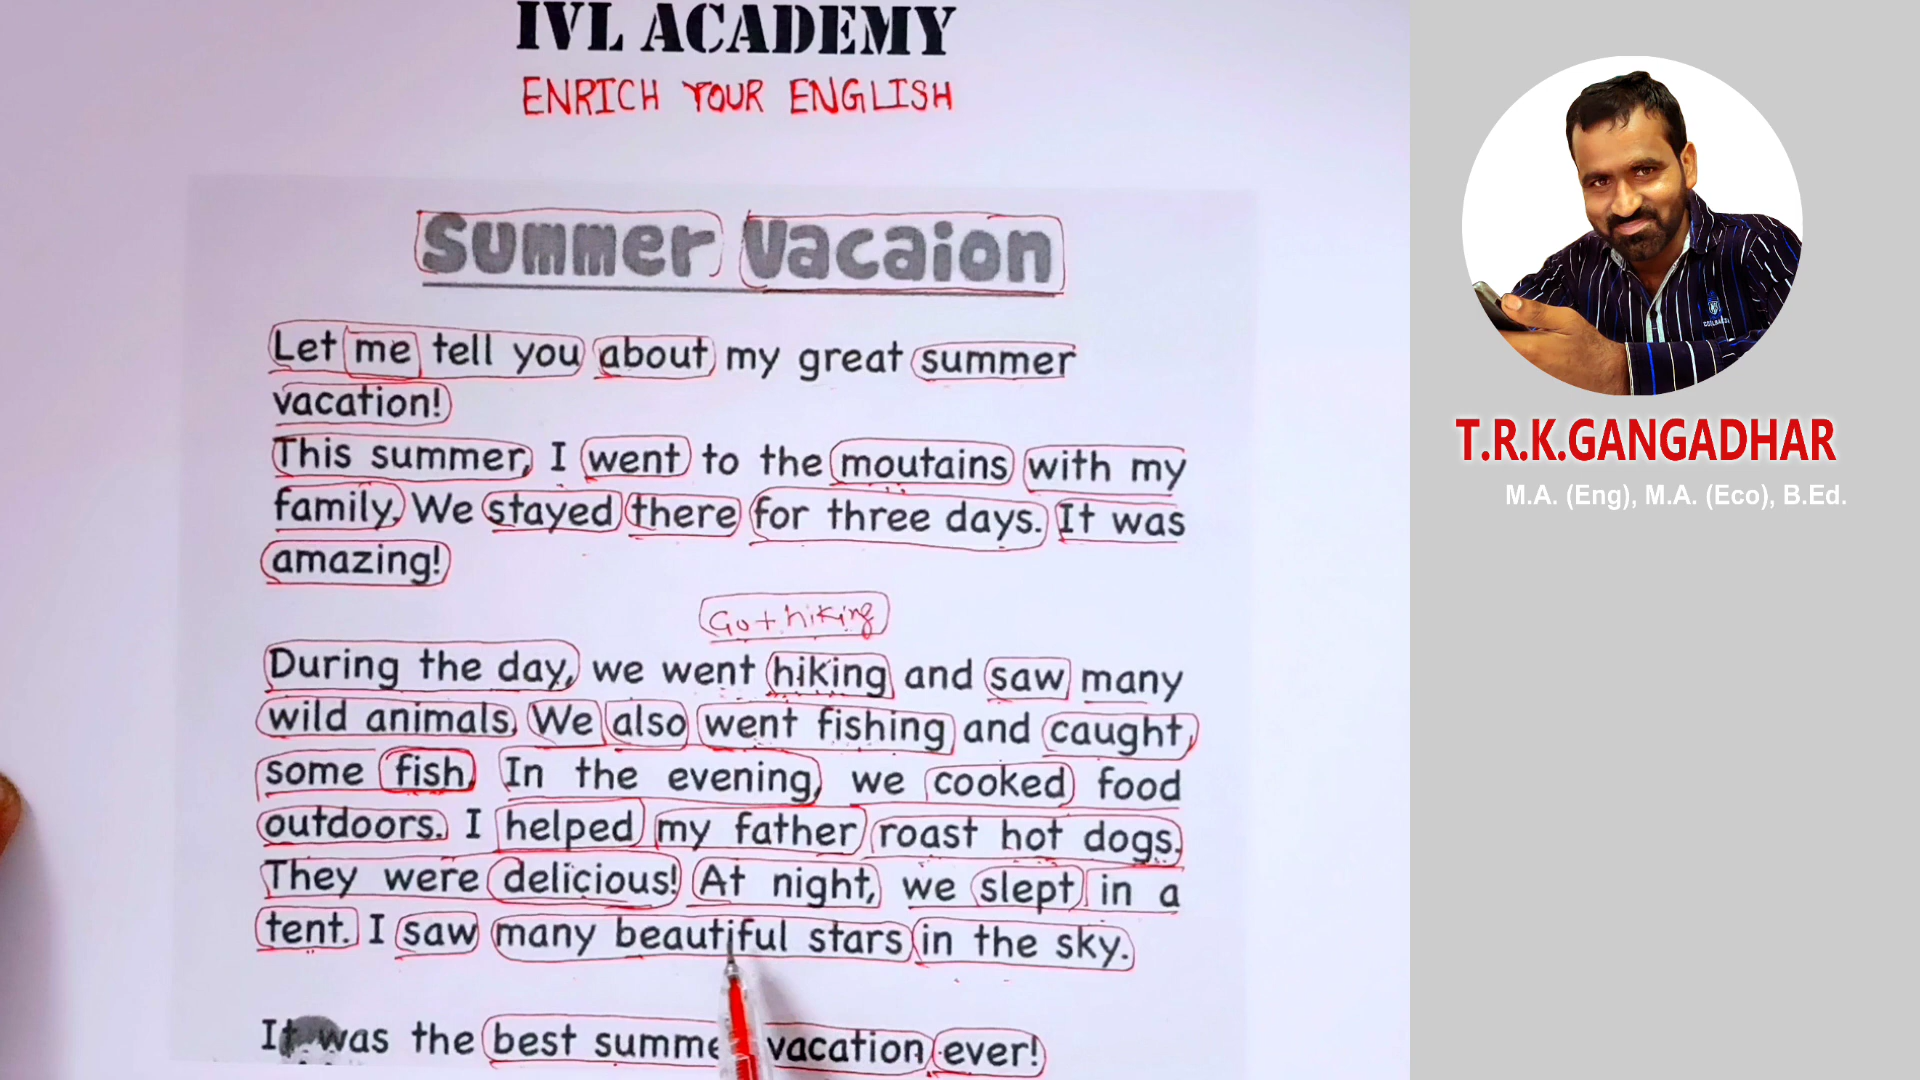 IVL ACADEMY
ENRICH YOUR ENGLISH
Summer Vacaion
Let me tell you about my great summer
vacation!
This summer, I went to the moutains with my
family. We stayed there for three days. It was
amazing!
Go + hiking
During the day, we went hiking and saw many
wild animals. We also went fishing and caught
some fish. In the evening, we cooked food
outdoors. I helped my father roast hot dogs.
They were delicious! At night, we slept in a
tent. I saw many beautiful stars in the sky.
It was the best summe vacation ever!
T.R.K.GANGADHAR
M.A. (Eng), M.A. (Eco), B.Ed.